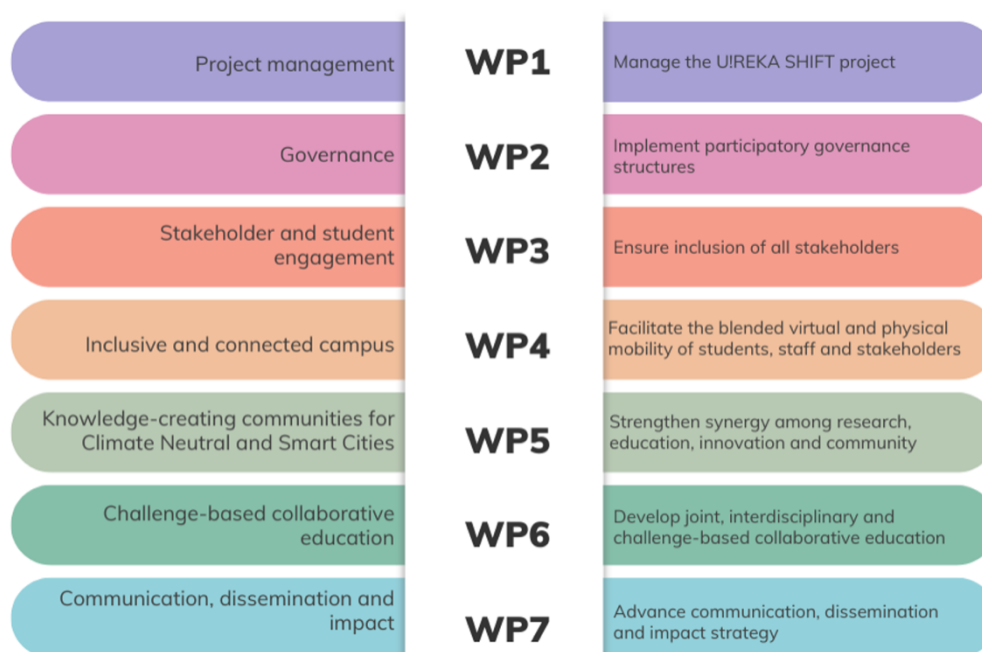 Project management
WP1
Manage the U!REKA SHIFT project
Governance
WP2
Implement participatory governance
structures
Stakeholder and student
engagement
WP3
Ensure inclusion of all stakeholders
Inclusive and connected campus
WP4
Facilitate the blended virtual and physical
mobility of students, staff and stakeholders
Knowledge-creating communities for
Climate Neutral and Smart Cities
WP5
Strengthen synergy among research,
education, innovation and community
Challenge-based collaborative
education
WP6
Develop joint, interdisciplinary and
challenge-based collaborative education
Communication, dissemination and
impact
WP7
Advance communication, dissemination
and impact strategy